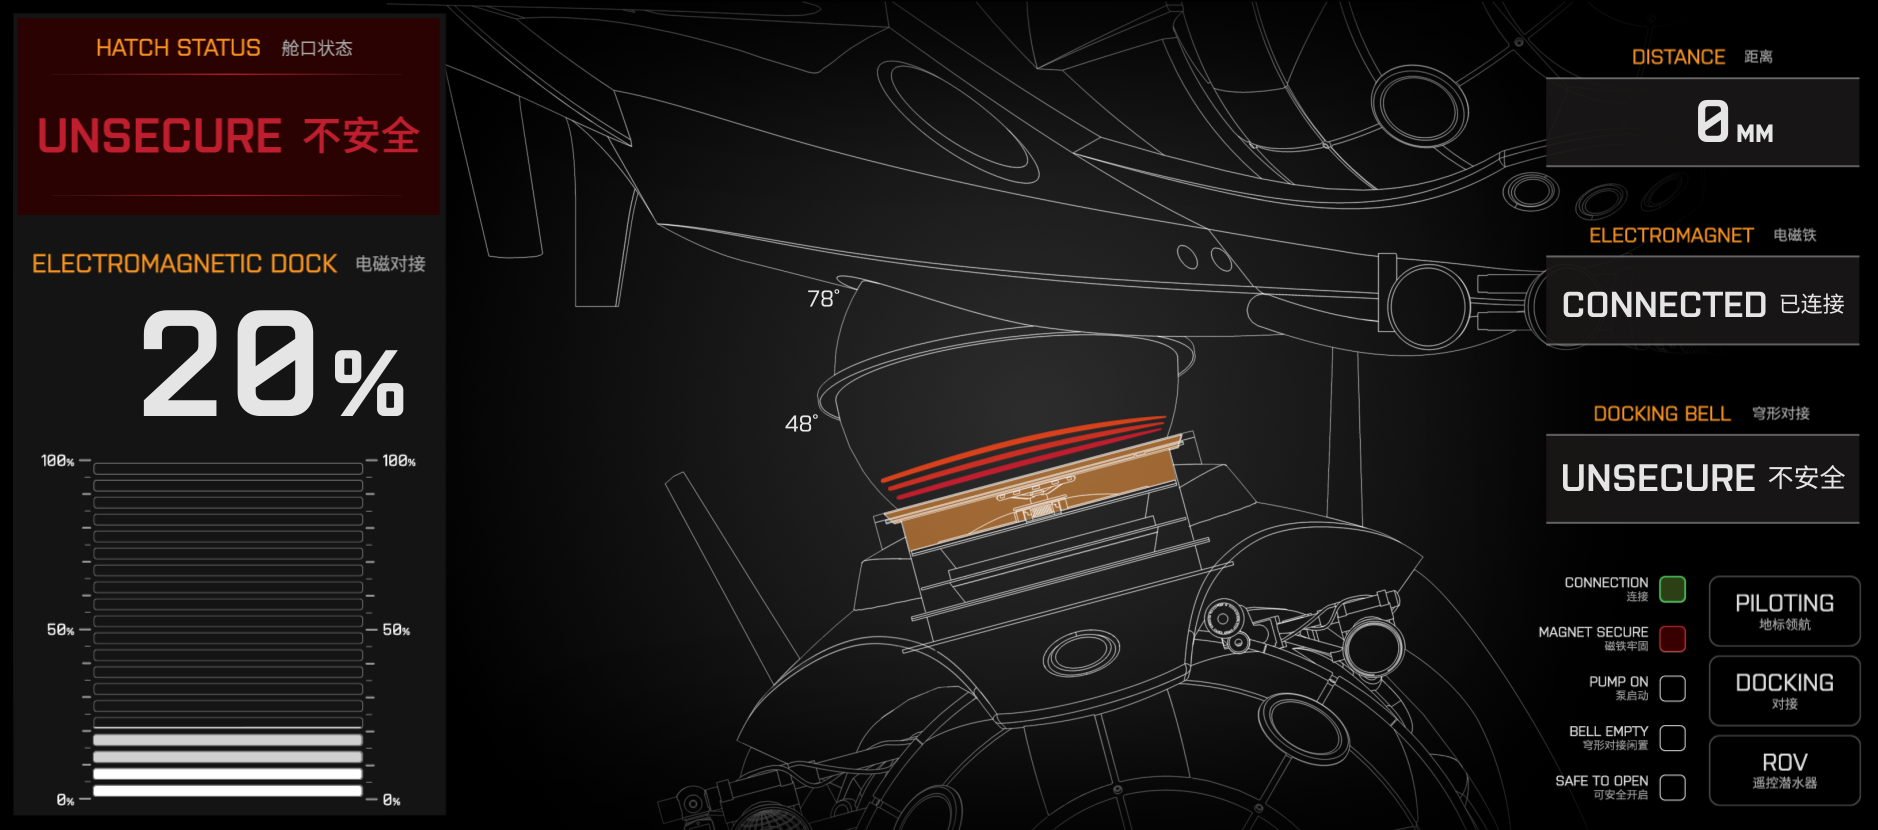 HATCH STATUS 舱口状态
UNSECURE 不安全
ELECTROMAGNETIC DOCK 电磁对接
20%
100% 100%
50% 50%
0% 0%
78°
48°
DISTANCE 距离
0 MM
ELECTROMAGNET 电磁铁
CONNECTED 已连接
DOCKING BELL 穹形对接
UNSECURE 不安全
CONNECTION
连接
MAGNET SECURE
磁铁牢固
PUMP ON
泵启动
BELL EMPTY
穹形对接闲置
SAFE TO OPEN
可安全开启
PILOTING
地标领航
DOCKING
对接
ROV
遥控潜水器